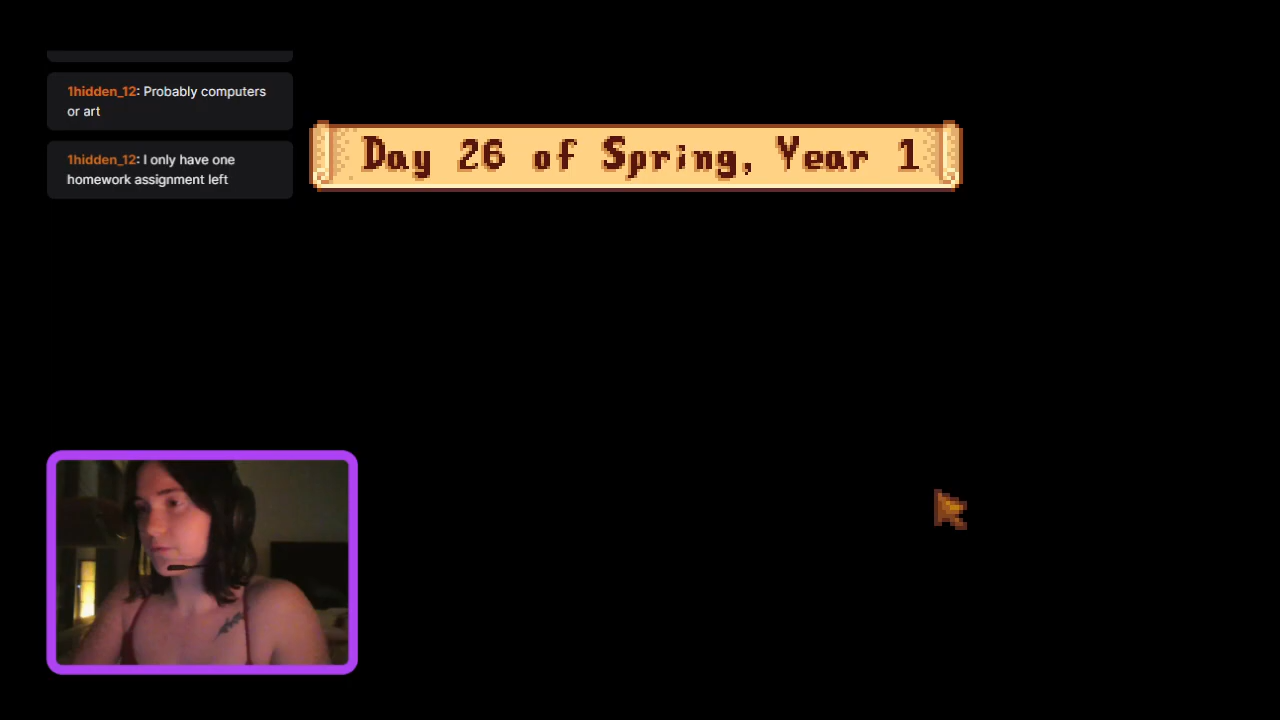 1hidden_12: Probably computers
or art
1hidden_12: I only have one
homework assignment left
Day 26 of Spring, Year 1